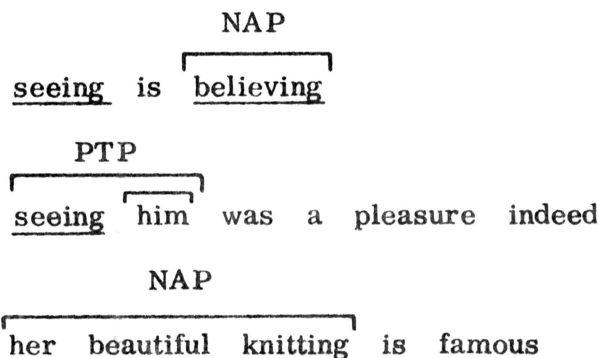 NAP
seeing is believing
PTP
seeing him was a pleasure indeed
NAP
her beautiful knitting is famous